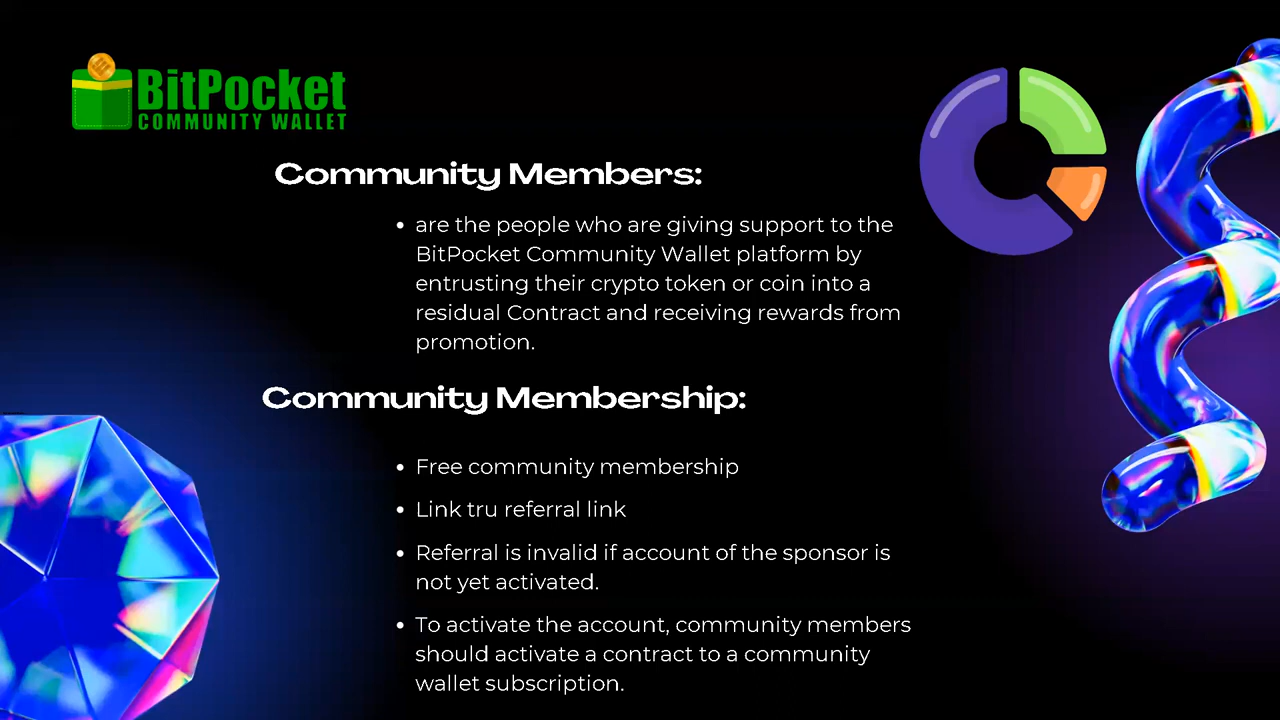 BitPocket
COMMUNITY WALLET
Community Members:
• are the people who are giving support to the
BitPocket Community Wallet platform by
entrusting their crypto token or coin into a
residual Contract and receiving rewards from
promotion.
Community Membership:
• Free community membership
• Link tru referral link
• Referral is invalid if account of the sponsor is
not yet activated.
• To activate the account, community members
should activate a contract to a community
wallet subscription.